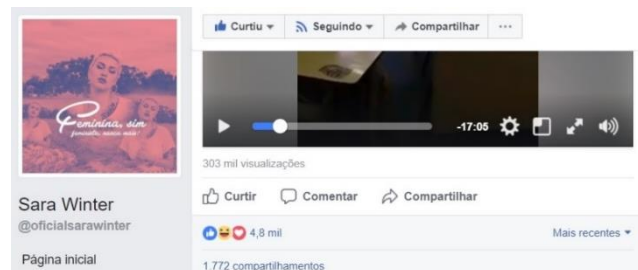 Feminina, sim
feminista, nunca mais!
Sara Winter
@oficialsarawinter
Página inicial
Curtiu
Seguindo
Compartilhar
-17:05
303 mil visualizações
Curtir
Comentar
Compartilhar
4,8 mil
Mais recentes
1.772 compartilhamentos